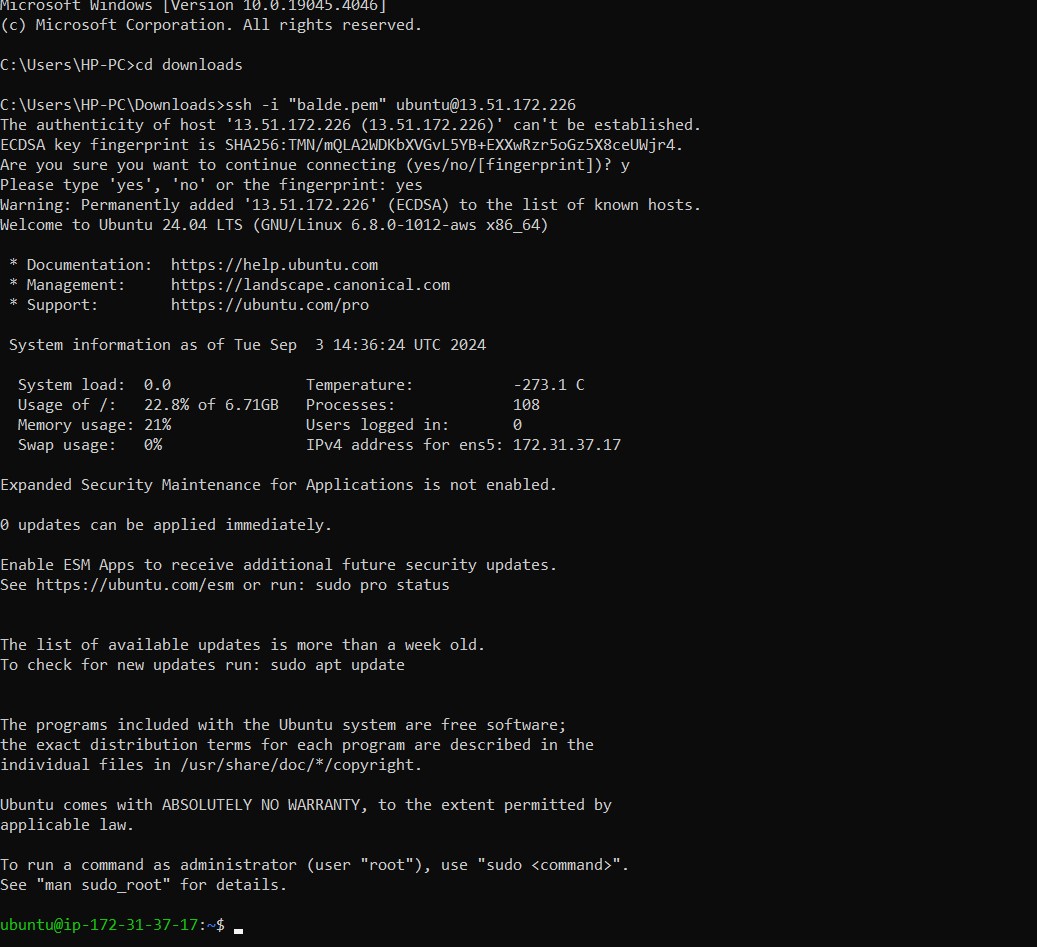 Microsoft Windows [Version 10.0.19045.4046]
(c) Microsoft Corporation. All rights reserved.
C:\Users\HP-PC>cd downloads
C:\Users\HP-PC\Downloads>ssh -i "balde.pem" ubuntu@13.51.172.226
The authenticity of host '13.51.172.226 (13.51.172.226)' can't be established.
ECDSA key fingerprint is SHA256:TMN/mQLA2WDKbXVGvL5YB+EXXwRzr5oGz5X8ceUWjr4.
Are you sure you want to continue connecting (yes/no/[fingerprint])? y
Please type 'yes', 'no' or the fingerprint: yes
Warning: Permanently added '13.51.172.226' (ECDSA) to the list of known hosts.
Welcome to Ubuntu 24.04 LTS (GNU/Linux 6.8.0-1012-aws x86_64)
* Documentation:  https://help.ubuntu.com
* Management:     https://landscape.canonical.com
* Support:        https://ubuntu.com/pro
System information as of Tue Sep  3 14:36:24 UTC 2024
System load:  0.0               Temperature:           -273.1 C
Usage of /:   22.8% of 6.71GB   Processes:             108
Memory usage: 21%               Users logged in:       0
Swap usage:   0%                IPv4 address for ens5: 172.31.37.17
Expanded Security Maintenance for Applications is not enabled.
0 updates can be applied immediately.
Enable ESM Apps to receive additional future security updates.
See https://ubuntu.com/esm or run: sudo pro status
The list of available updates is more than a week old.
To check for new updates run: sudo apt update
The programs included with the Ubuntu system are free software;
the exact distribution terms for each program are described in the
individual files in /usr/share/doc/*/copyright.
Ubuntu comes with ABSOLUTELY NO WARRANTY, to the extent permitted by
applicable law.
To run a command as administrator (user "root"), use "sudo <command>".
See "man sudo_root" for details.
ubuntu@ip-172-31-37-17:~$